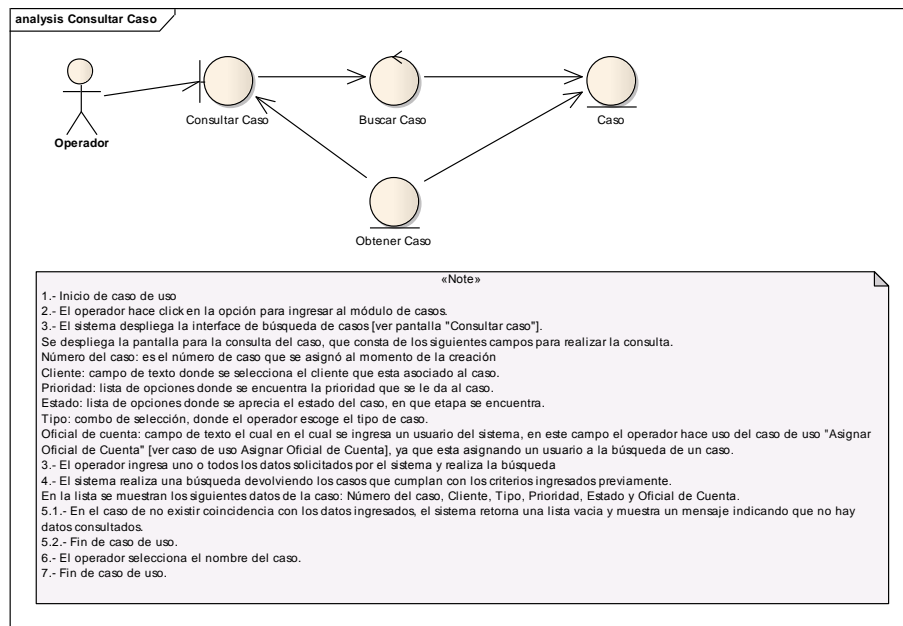 analysis Consultar Caso
Operador
Consultar Caso
Buscar Caso
Caso
Obtener Caso
«Note»
1.- Inicio de caso de uso
2.- El operador hace click en la opción para ingresar al módulo de casos.
3.- El sistema despliega la interface de búsqueda de casos [ver pantalla "Consultar caso"].
Se despliega la pantalla para la consulta del caso, que consta de los siguientes campos para realizar la consulta.
Número del caso: es el número de caso que se asignó al momento de la creación
Cliente: campo de texto donde se selecciona el cliente que esta asociado al caso.
Prioridad: lista de opciones donde se encuentra la prioridad que se le da al caso.
Estado: lista de opciones donde se aprecia el estado del caso, en que etapa se encuentra.
Tipo: combo de selección, donde el operador escoge el tipo de caso.
Oficial de cuenta: campo de texto el cual en el cual se ingresa un usuario del sistema, en este campo el operador hace uso del caso de uso "Asignar
Oficial de Cuenta" [ver caso de uso Asignar Oficial de Cuenta], ya que esta asignando un usuario a la búsqueda de un caso.
3.- El operador ingresa uno o todos los datos solicitados por el sistema y realiza la búsqueda
4.- El sistema realiza una búsqueda devolviendo los casos que cumplan con los criterios ingresados previamente.
En la lista se muestran los siguientes datos de la caso: Número del caso, Cliente, Tipo, Prioridad, Estado y Oficial de Cuenta.
5.1.- En el caso de no existir coincidencia con los datos ingresados, el sistema retorna una lista vacia y muestra un mensaje indicando que no hay
datos consultados.
5.2.- Fin de caso de uso.
6.- El operador selecciona el nombre del caso.
7.- Fin de caso de uso.